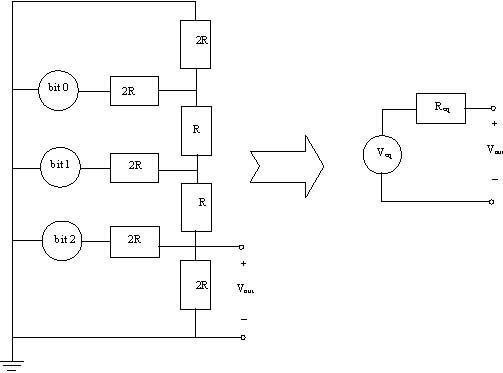 2R
bit 0
2R
R
bit 1
2R
R
bit 2
2R
2R
+
Vout
–
Req
Veq
+
Vout
–